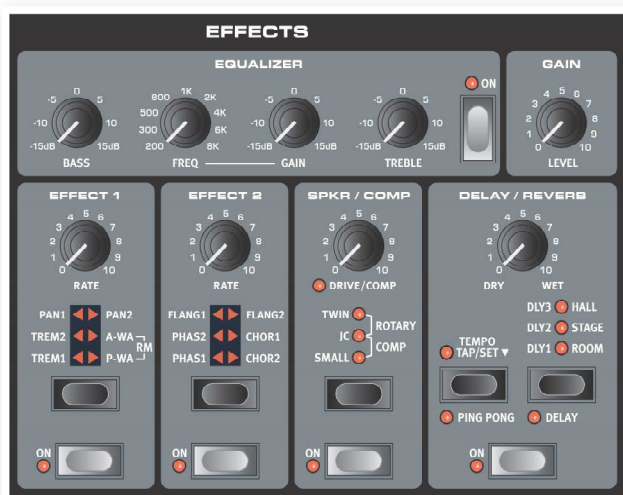 EFFECTS
EQUALIZER
GAIN
-15dB -10 -5 0 5 10 15dB
BASS
200 300 500 800 1K 2K 4K 6K 8K
FREQ
-15dB -10 -5 0 5 10 15dB
GAIN
-15dB -10 -5 0 5 10 15dB
TREBLE
ON
0 1 2 3 4 5 6 7 8 9 10
LEVEL
EFFECT 1
0 1 2 3 4 5 6 7 8 9 10
RATE
PAN1 PAN2
TREM2 A-WA
RM
TREM1 P-WA
ON
EFFECT 2
0 1 2 3 4 5 6 7 8 9 10
RATE
FLANG1 FLANG2
PHAS2 CHOR1
PHAS1 CHOR2
ON
SPKR / COMP
0 1 2 3 4 5 6 7 8 9 10
DRIVE/COMP
TWIN
ROTARY
JC
COMP
SMALL
ON
DELAY / REVERB
0 1 2 3 4 5 6 7 8 9 10
DRY WET
DLY3 HALL
DLY2 STAGE
DLY1 ROOM
TEMPO
TAP/SET ▼
PING PONG
DELAY
ON